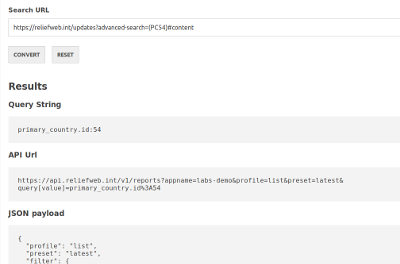 Search URL
https://reliefweb.int/updates?advanced-search=(PC54)#content
CONVERT RESET
Results
Query String
primary_country.id:54
API Url
https://api.reliefweb.int/v1/reports?appname=labs-demo&profile=list&preset=latest&
query[value]=primary_country.id%3A54
JSON payload
{
"profile": "list",
"preset": "latest",
"filter": {